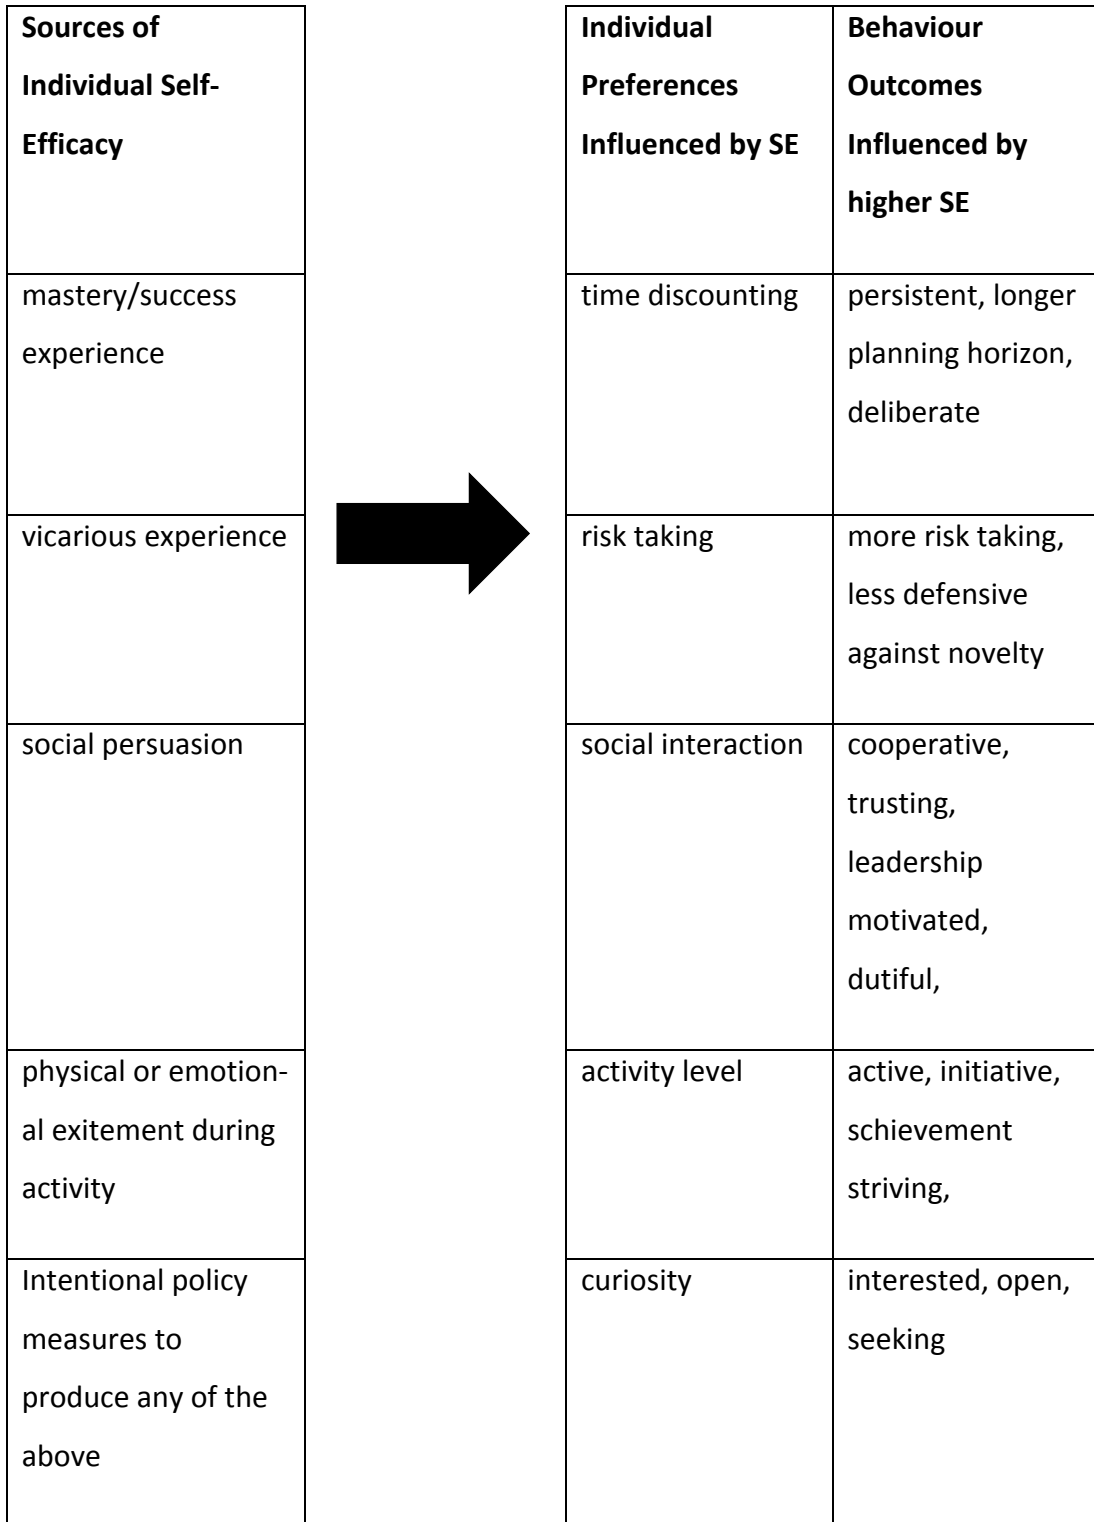 Sources of
Individual Self-
Efficacy
mastery/success
experience
vicarious experience
social persuasion
physical or emotion-
al exitement during
activity
Intentional policy
measures to
produce any of the
above
Individual
Preferences
Influenced by SE
Behaviour
Outcomes
Influenced by
higher SE
time discounting
persistent, longer
planning horizon,
deliberate
risk taking
more risk taking,
less defensive
against novelty
social interaction
cooperative,
trusting,
leadership
motivated,
dutiful,
activity level
active, initiative,
schievement
striving,
curiosity
interested, open,
seeking